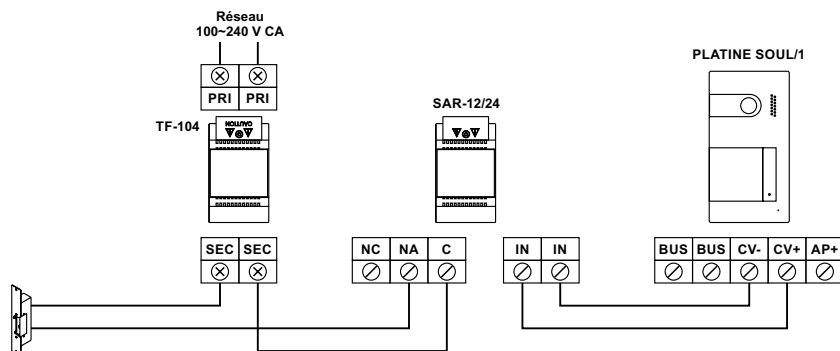 Réseau
100~240 V CA
PRI PRI
TF-104
CAUTION
SAR-12/24
PLATINE SOUL/1
SEC SEC
NC NA C
IN IN
BUS BUS CV- CV+ AP+